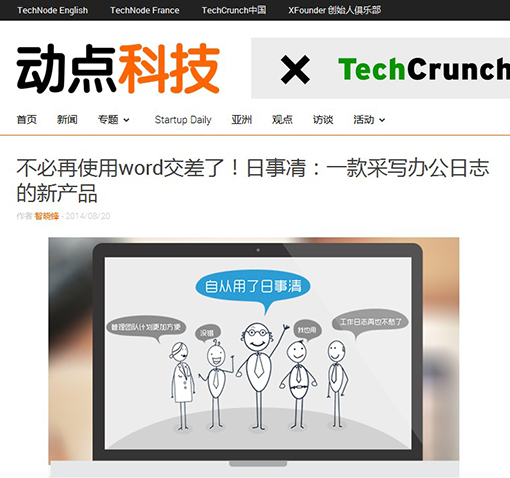 TechNode English TechNode France TechCrunch中国 XFounder 创始人俱乐部
动点科技
TechCrunch
首页 新闻 专题 Startup Daily 亚洲 观点 访谈 活动
不必再使用word交差了！日事清：一款采写办公日志
的新产品
作者 智晓锋 - 2014/08/20
自从用了日事清
管理团队计划更加方便
没错
我也用
工作日志再也不愁了